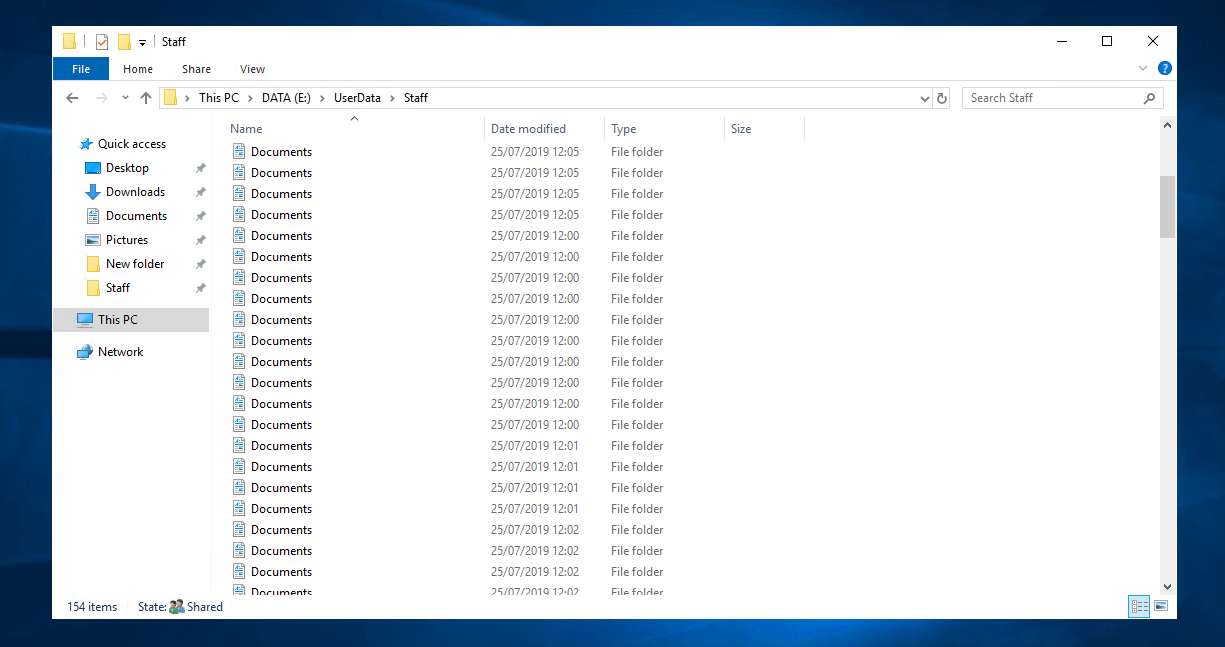 Staff
File Home Share View
This PC DATA (E:) UserData Staff
Search Staff
Name Date modified Type Size
Quick access
Desktop
Downloads
Documents
Pictures
New folder
Staff
This PC
Network
Documents 25/07/2019 12:05 File folder
Documents 25/07/2019 12:05 File folder
Documents 25/07/2019 12:05 File folder
Documents 25/07/2019 12:05 File folder
Documents 25/07/2019 12:00 File folder
Documents 25/07/2019 12:00 File folder
Documents 25/07/2019 12:00 File folder
Documents 25/07/2019 12:00 File folder
Documents 25/07/2019 12:00 File folder
Documents 25/07/2019 12:00 File folder
Documents 25/07/2019 12:00 File folder
Documents 25/07/2019 12:00 File folder
Documents 25/07/2019 12:00 File folder
Documents 25/07/2019 12:00 File folder
Documents 25/07/2019 12:01 File folder
Documents 25/07/2019 12:01 File folder
Documents 25/07/2019 12:01 File folder
Documents 25/07/2019 12:01 File folder
Documents 25/07/2019 12:02 File folder
Documents 25/07/2019 12:02 File folder
Documents 25/07/2019 12:02 File folder
Documents 25/07/2019 12:02 File folder
154 items State: Shared